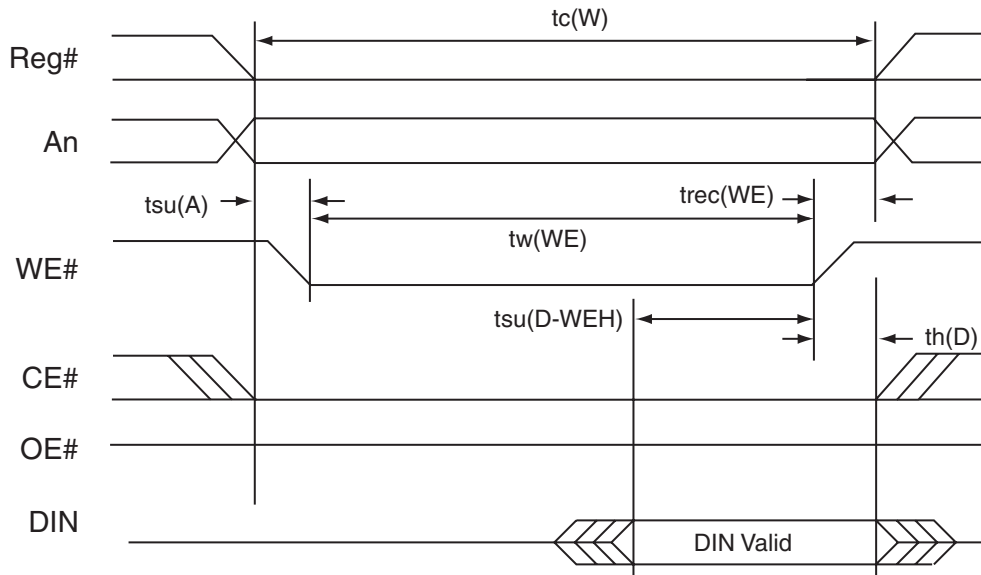 tc(W)
Reg#
An
tsu(A)
trec(WE)
tw(WE)
WE#
tsu(D-WEH)
th(D)
CE#
OE#
DIN
DIN Valid